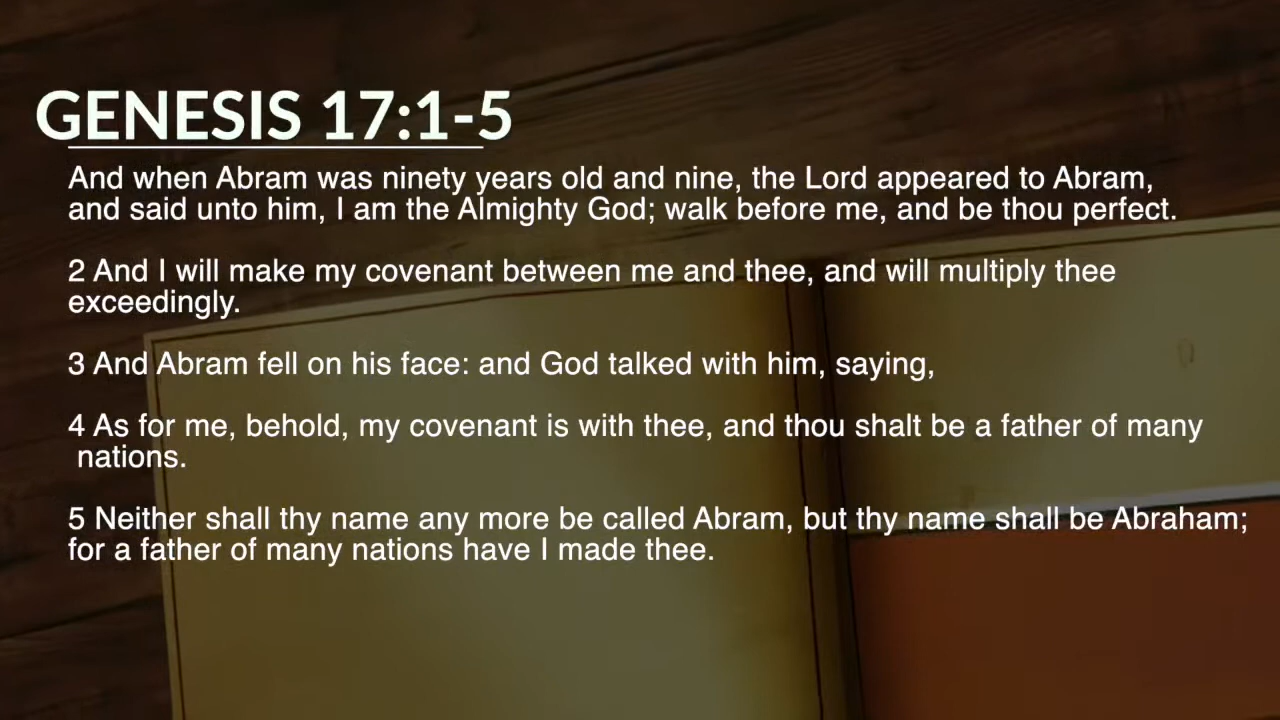 GENESIS 17:1-5
And when Abram was ninety years old and nine, the Lord appeared to Abram,
and said unto him, I am the Almighty God; walk before me, and be thou perfect.
2 And I will make my covenant between me and thee, and will multiply thee
exceedingly.
3 And Abram fell on his face: and God talked with him, saying,
4 As for me, behold, my covenant is with thee, and thou shalt be a father of many
nations.
5 Neither shall thy name any more be called Abram, but thy name shall be Abraham;
for a father of many nations have I made thee.